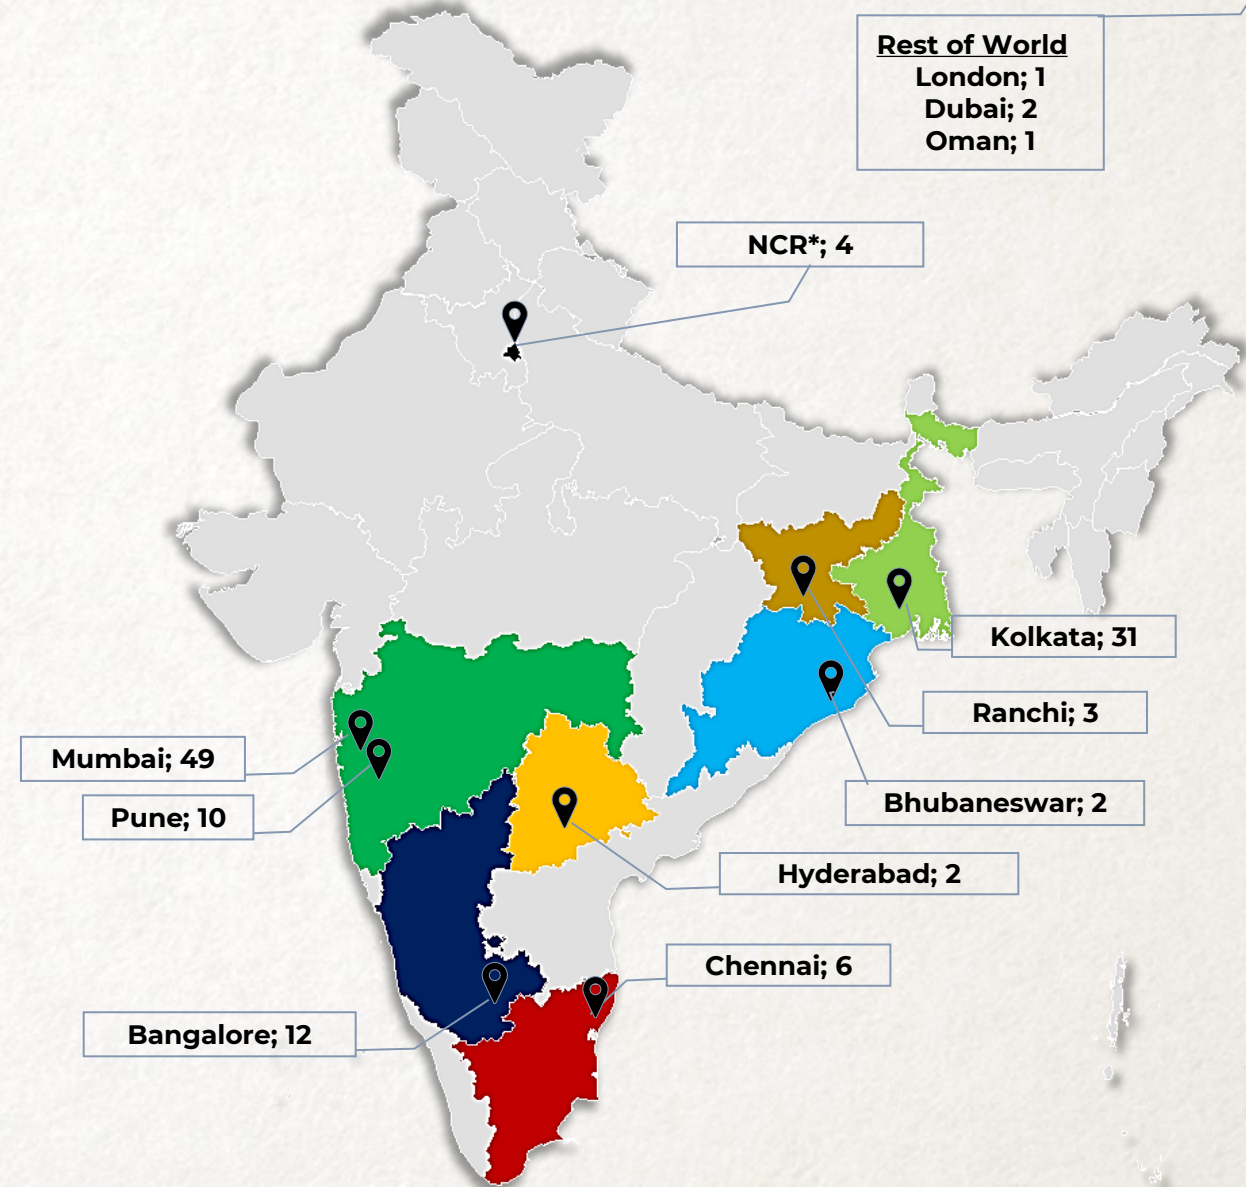 Rest of World
London; 1
Dubai; 2
Oman; 1
NCR*; 4
Kolkata; 31
Ranchi; 3
Mumbai; 49
Bhubaneswar; 2
Pune; 10
Hyderabad; 2
Chennai; 6
Bangalore; 12